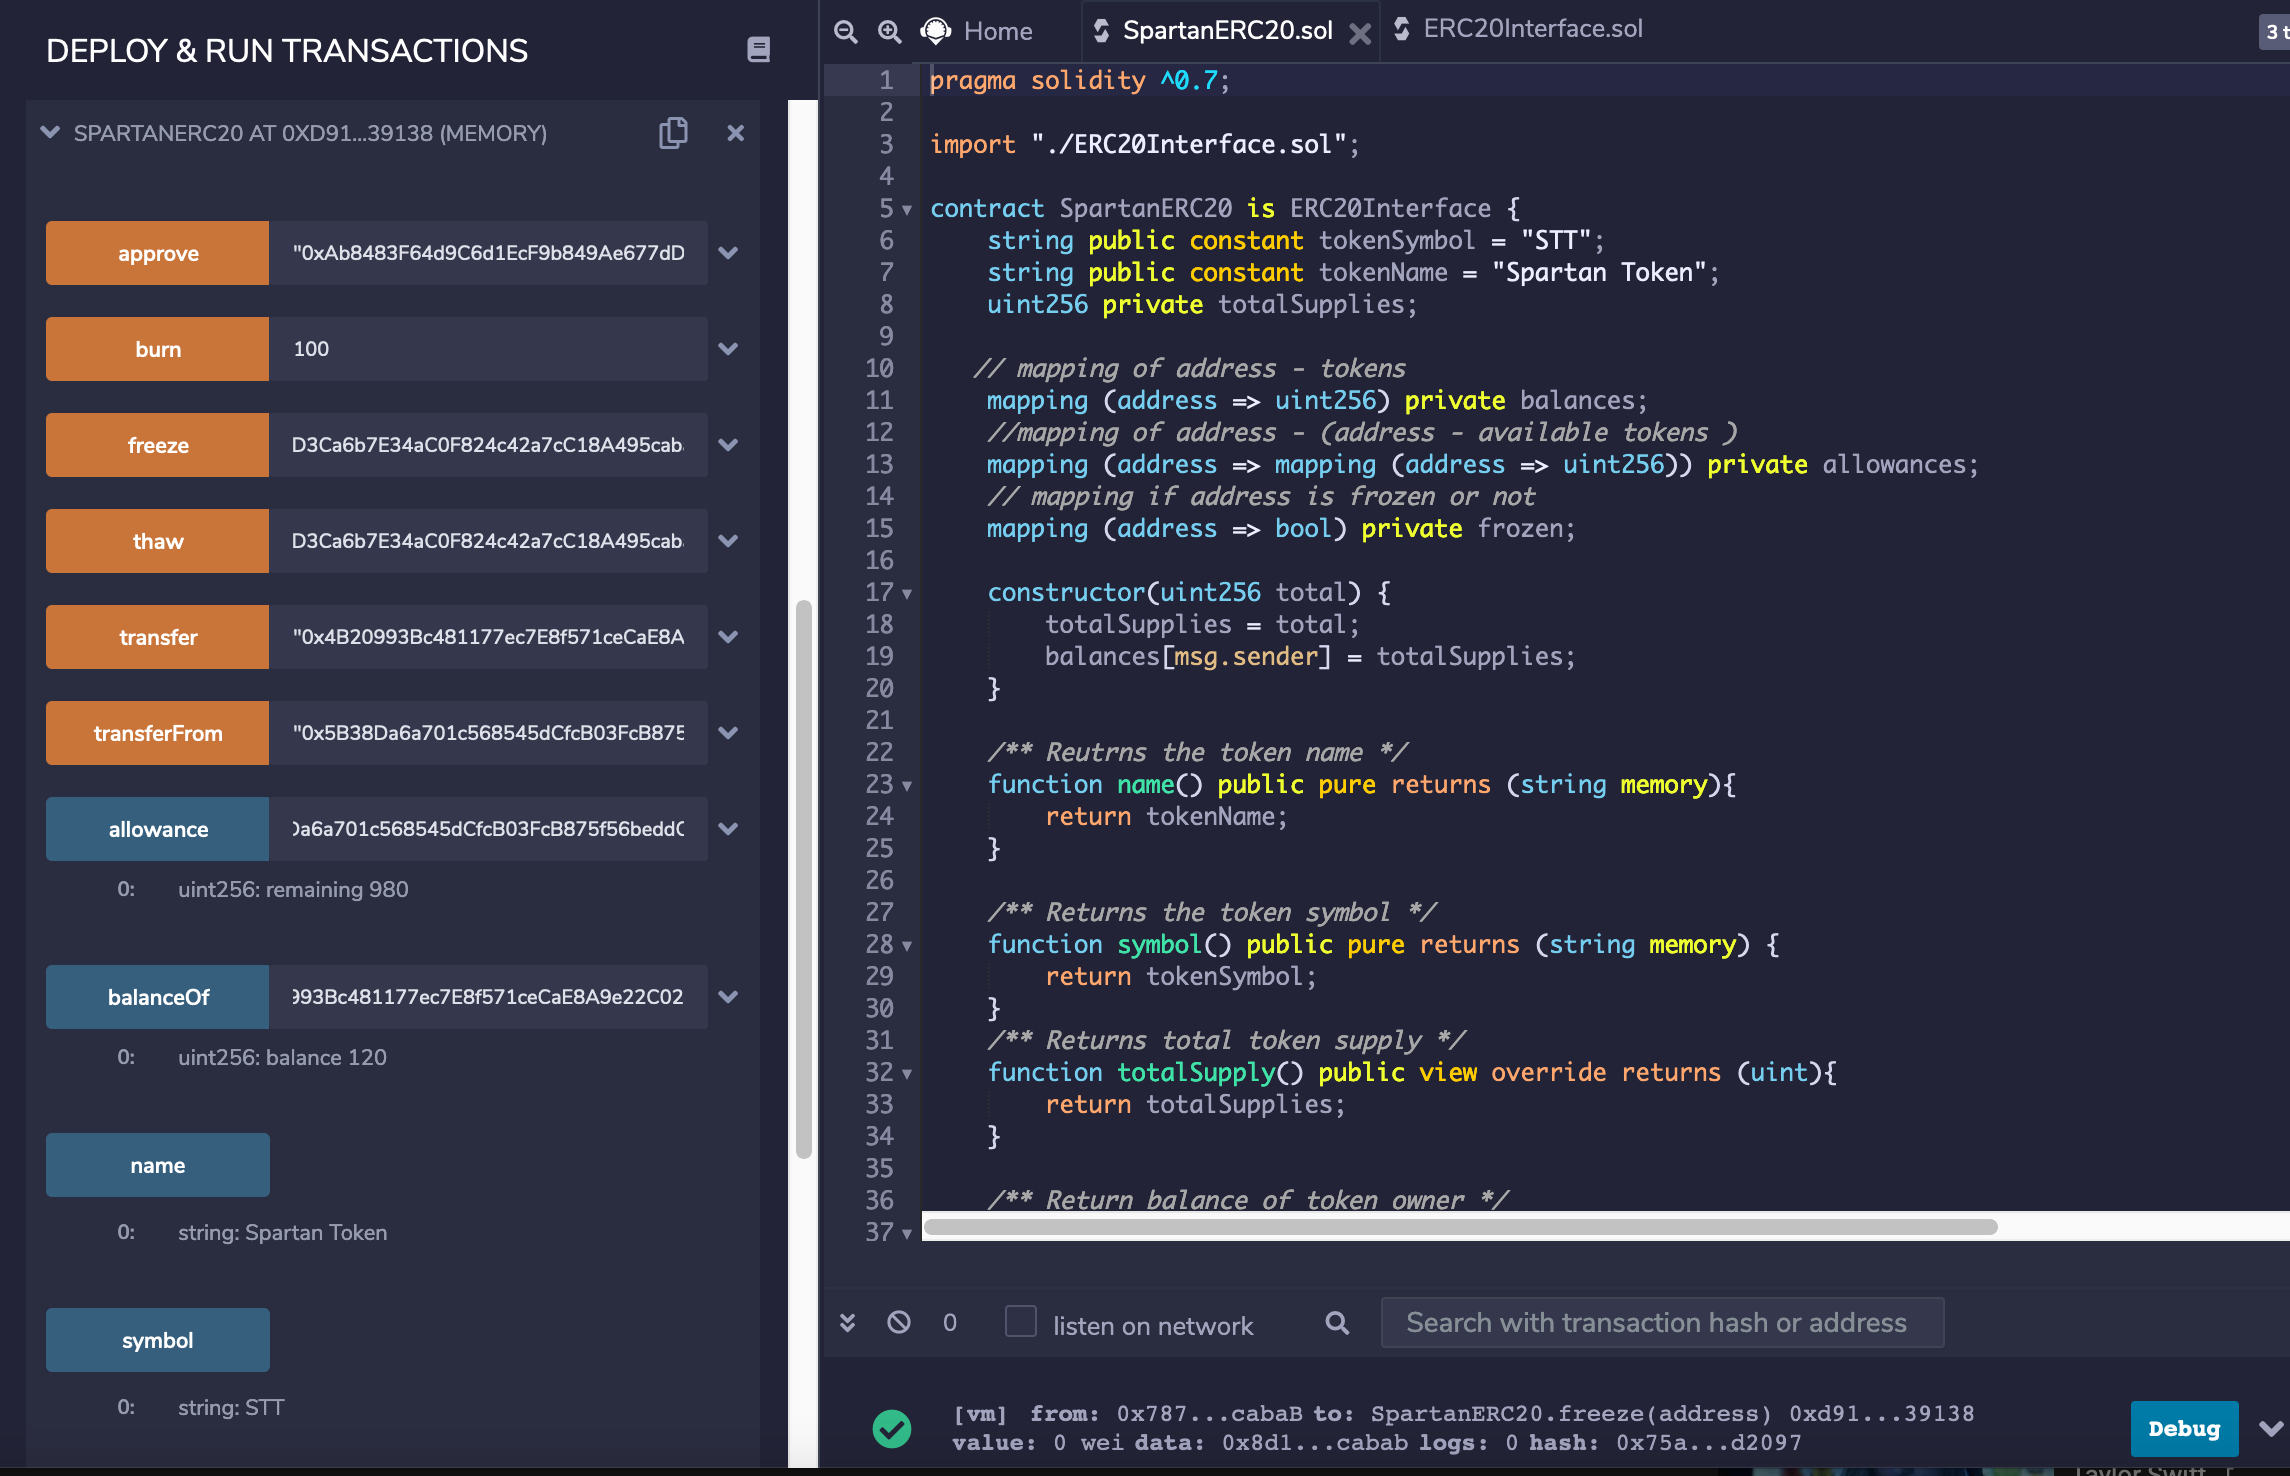 DEPLOY & RUN TRANSACTIONS
SPARTANERC20 AT 0XD91...39138 (MEMORY)
approve "0xAb8483F64d9C6d1EcF9b849Ae677dD
burn 100
freeze D3Ca6b7E34aC0F824c42a7cC18A495cab
thaw D3Ca6b7E34aC0F824c42a7cC18A495cab
transfer "0x4B20993Bc481177ec7E8f571ceCaE8A
transferFrom "0x5B38Da6a701c568545dCfcB03FcB875
allowance Da6a701c568545dCfcB03FcB875f56beddC
0: uint256: remaining 980
balanceOf 993Bc481177ec7E8f571ceCaE8A9e22C02
0: uint256: balance 120
name
0: string: Spartan Token
symbol
0: string: STT
Home SpartanERC20.sol ERC20Interface.sol 3 t
1 pragma solidity ^0.7;
2
3 import "./ERC20Interface.sol";
4
5 contract SpartanERC20 is ERC20Interface {
6 string public constant tokenSymbol = "STT";
7 string public constant tokenName = "Spartan Token";
8 uint256 private totalSupplies;
9
10 // mapping of address - tokens
11 mapping (address => uint256) private balances;
12 //mapping of address - (address - available tokens )
13 mapping (address => mapping (address => uint256)) private allowances;
14 // mapping if address is frozen or not
15 mapping (address => bool) private frozen;
16
17 constructor(uint256 total) {
18 totalSupplies = total;
19 balances[msg.sender] = totalSupplies;
20 }
21
22 /** Reutrns the token name */
23 function name() public pure returns (string memory){
24 return tokenName;
25 }
26
27 /** Returns the token symbol */
28 function symbol() public pure returns (string memory) {
29 return tokenSymbol;
30 }
31 /** Returns total token supply */
32 function totalSupply() public view override returns (uint){
33 return totalSupplies;
34 }
35
36 /** Return balance of token owner */
37
0 listen on network Search with transaction hash or address
[vm] from: 0x787...cabaB to: SpartanERC20.freeze(address) 0xd91...39138
value: 0 wei data: 0x8d1...cabab logs: 0 hash: 0x75a...d2097
Debug
Taylor Swift